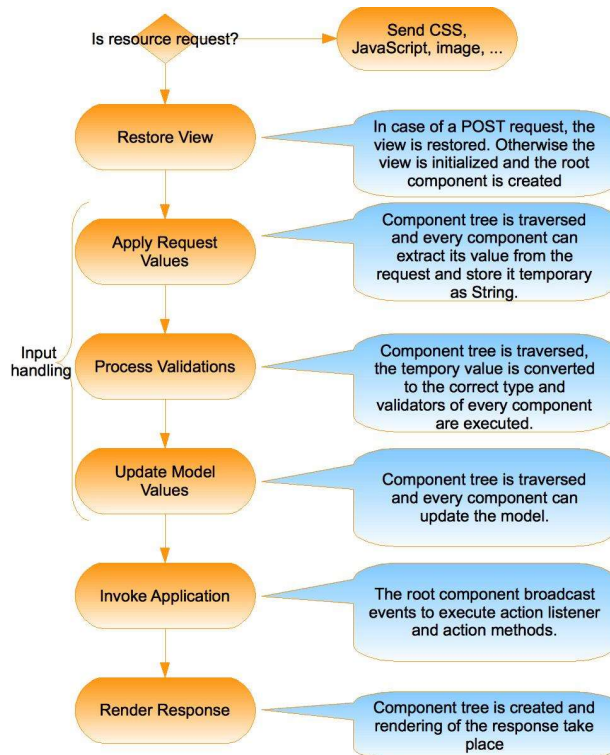 Is resource request?
Send CSS,
JavaScript, image, ...
Restore View
In case of a POST request, the
view is restored. Otherwise the
view is initialized and the root
component is created
Input
handling
Apply Request
Values
Component tree is traversed
and every component can
extract its value from the
request and store it temporary
as String.
Process Validations
Component tree is traversed,
the tempory value is converted
to the correct type and
validators of every component
are executed.
Update Model
Values
Component tree is traversed
and every component can
update the model.
Invoke Application
The root component broadcast
events to execute action listener
and action methods.
Render Response
Component tree is created and
rendering of the response take
place